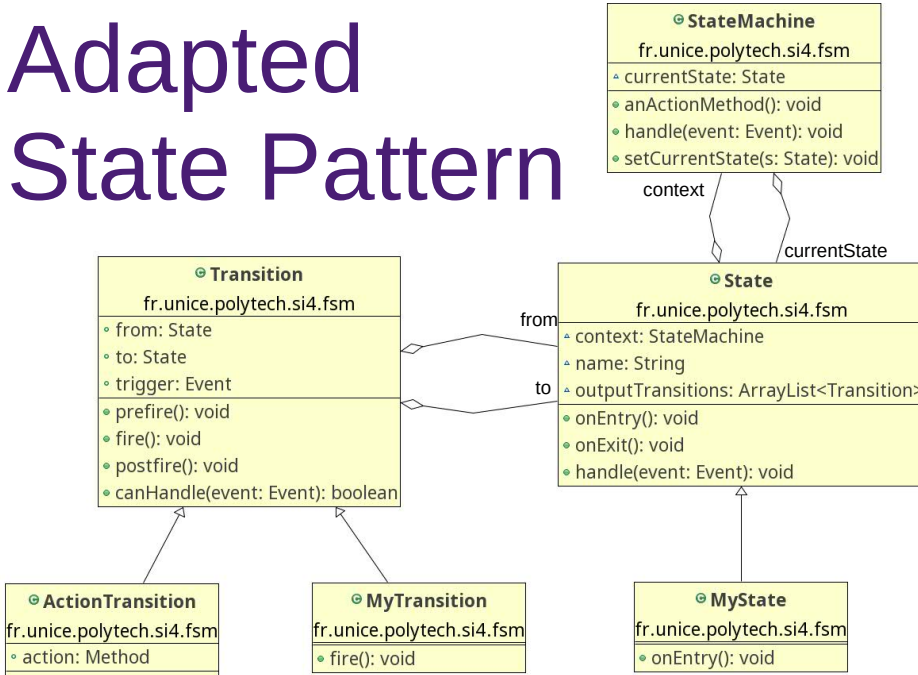 Adapted
State Pattern
StateMachine
fr.unice.polytech.si4.fsm
currentState: State
anActionMethod(): void
handle(event: Event): void
setCurrentState(s: State): void
context
currentState
Transition
fr.unice.polytech.si4.fsm
from: State
to: State
trigger: Event
prefire(): void
fire(): void
postfire(): void
canHandle(event: Event): boolean
from
to
State
fr.unice.polytech.si4.fsm
context: StateMachine
name: String
outputTransitions: ArrayList<Transition>
onEntry(): void
onExit(): void
handle(event: Event): void
ActionTransition
fr.unice.polytech.si4.fsm
action: Method
MyTransition
fr.unice.polytech.si4.fsm
fire(): void
MyState
fr.unice.polytech.si4.fsm
onEntry(): void